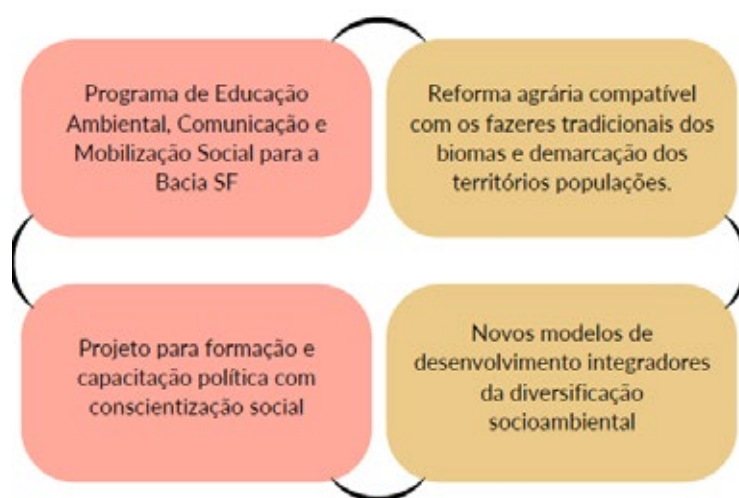 Programa de Educação
Ambiental, Comunicação e
Mobilização Social para a
Bacia SF
Reforma agrária compatível
com os fazeres tradicionais dos
biomas e demarcação dos
territórios populações.
Projeto para formação e
capacitação política com
conscientização social
Novos modelos de
desenvolvimento integradores
da diversificação
socioambiental